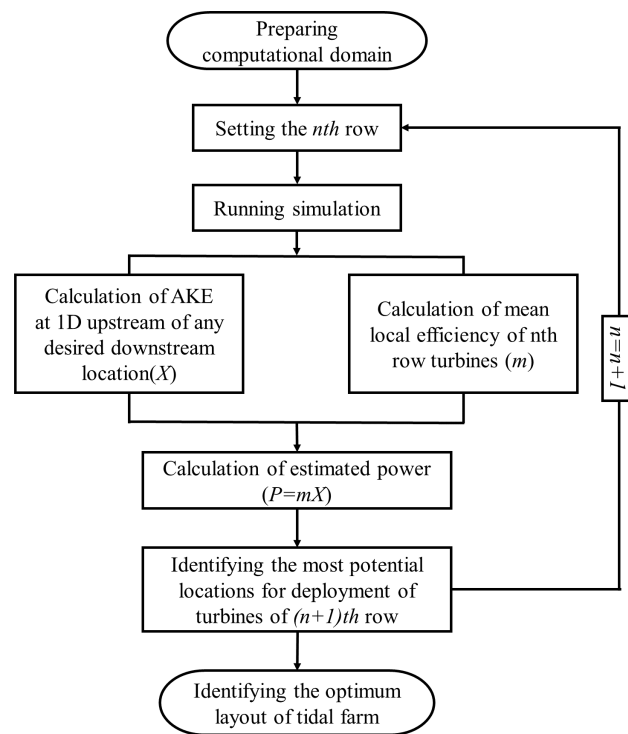 Preparing
computational domain
Setting the nth row
Running simulation
Calculation of AKE
at 1D upstream of any
desired downstream
location(X)
Calculation of mean
local efficiency of nth
row turbines (m)
n=n+1
Calculation of estimated power
(P=mX)
Identifying the most potential
locations for deployment of
turbines of (n+1)th row
Identifying the optimum
layout of tidal farm